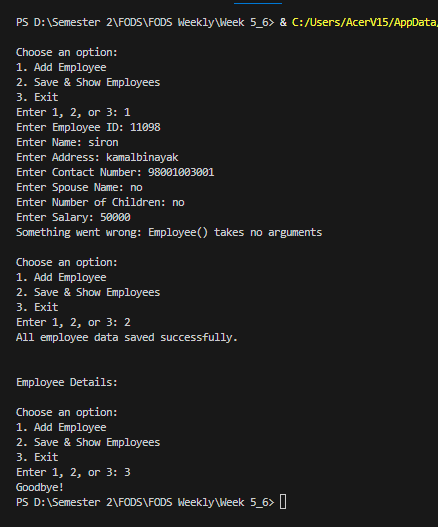 PS D:\Semester 2\FODS\FODS Weekly\Week 5_6> & C:/Users/AcerV15/AppData/
Choose an option:
1. Add Employee
2. Save & Show Employees
3. Exit
Enter 1, 2, or 3: 1
Enter Employee ID: 11098
Enter Name: siron
Enter Address: kamalbinayak
Enter Contact Number: 98001003001
Enter Spouse Name: no
Enter Number of Children: no
Enter Salary: 50000
Something went wrong: Employee() takes no arguments
Choose an option:
1. Add Employee
2. Save & Show Employees
3. Exit
Enter 1, 2, or 3: 2
All employee data saved successfully.
Employee Details:
Choose an option:
1. Add Employee
2. Save & Show Employees
3. Exit
Enter 1, 2, or 3: 3
Goodbye!
PS D:\Semester 2\FODS\FODS Weekly\Week 5_6>